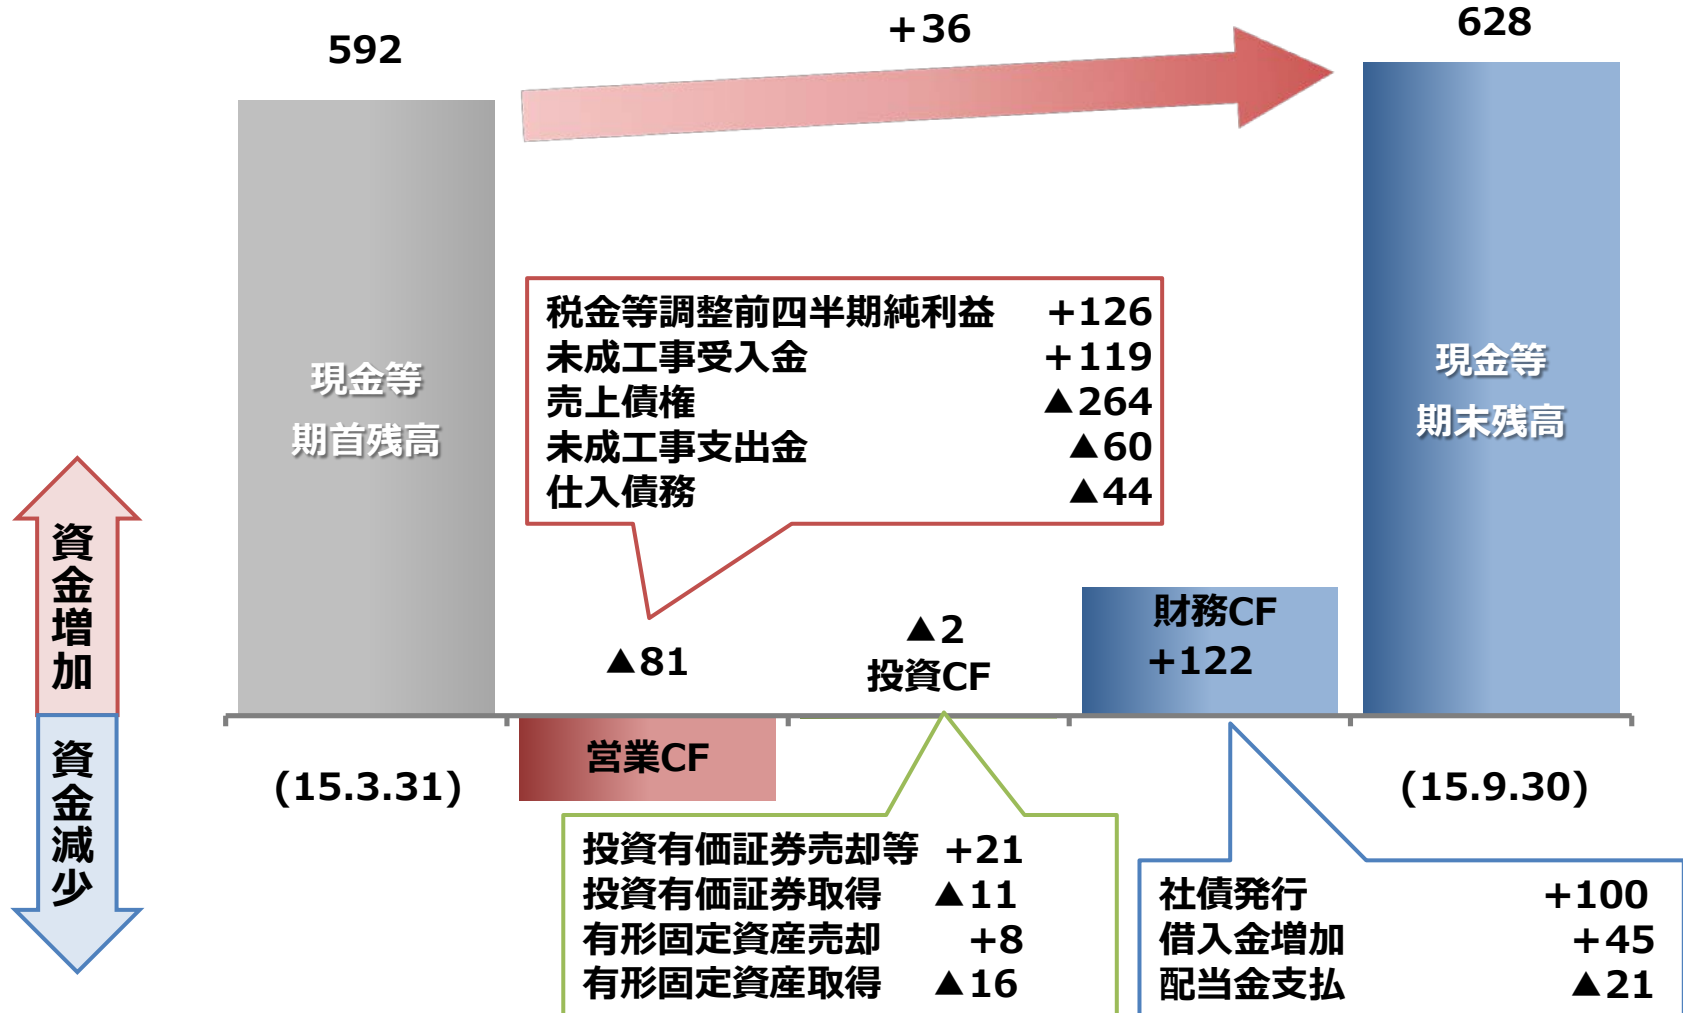 592
+36
628
現金等
期首残高
現金等
期末残高
税金等調整前四半期純利益 +126
未成工事受入金 +119
売上債権 ▲264
未成工事支出金 ▲60
仕入債務 ▲44
資金増加
資金減少
▲81
営業CF
▲2
投資CF
財務CF
+122
(15.3.31)
(15.9.30)
投資有価証券売却等 +21
投資有価証券取得 ▲11
有形固定資産売却 +8
有形固定資産取得 ▲16
社債発行 +100
借入金増加 +45
配当金支払 ▲21